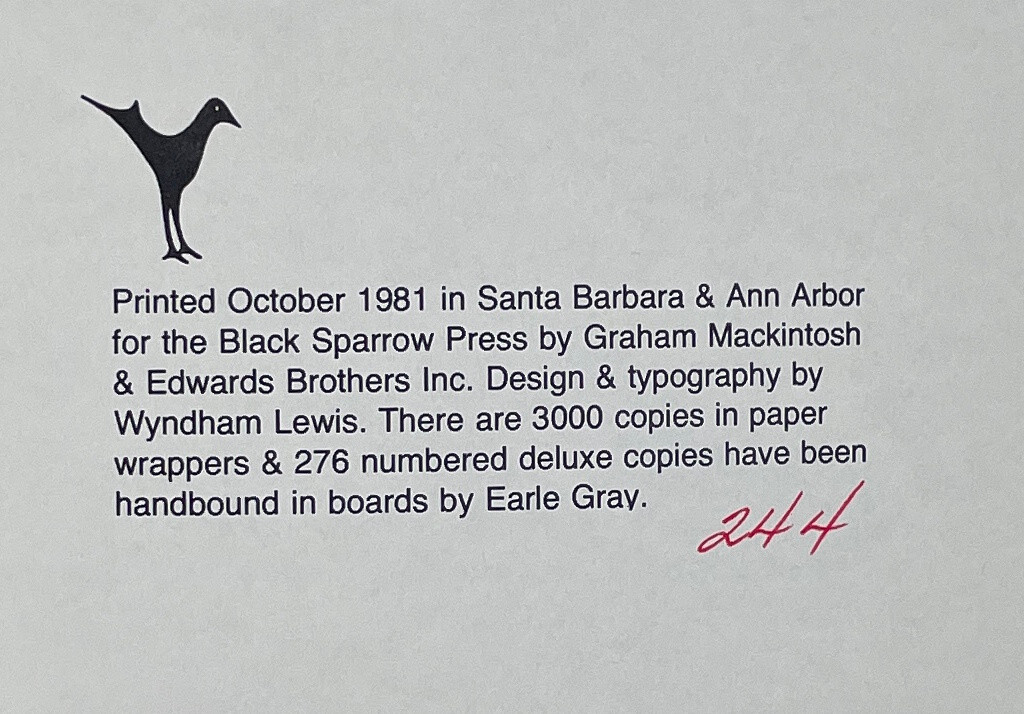 Printed October 1981 in Santa Barbara & Ann Arbor
for the Black Sparrow Press by Graham Mackintosh
& Edwards Brothers Inc. Design & typography by
Wyndham Lewis. There are 3000 copies in paper
wrappers & 276 numbered deluxe copies have been
handbound in boards by Earle Gray.
244